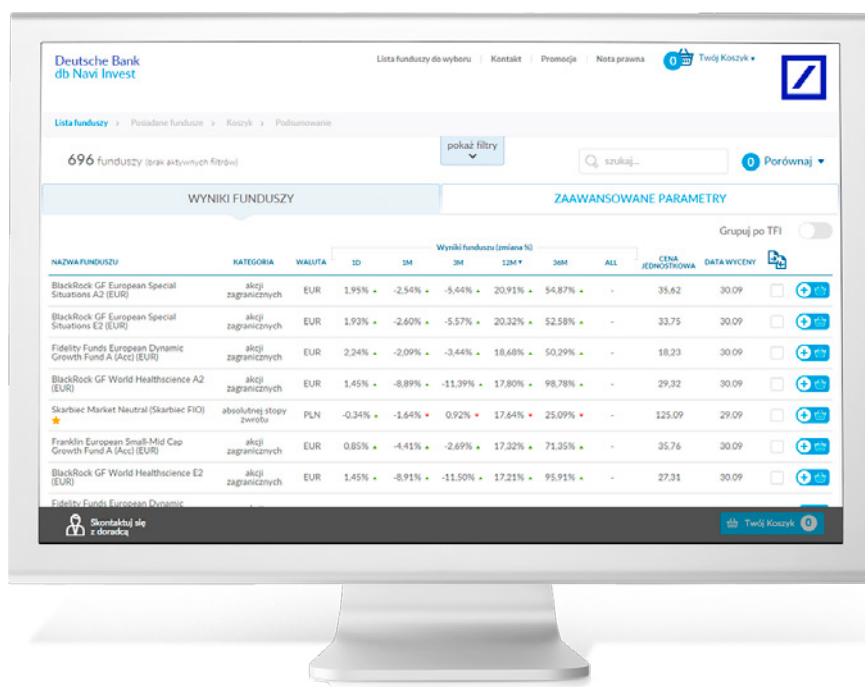 Deutsche Bank
db Navi Invest
Lista funduszy do wyboru | Kontakt | Promocje | Nota prawna 0 Twój Koszyk
Lista funduszy > Posiadane fundusze > Koszyk > Podsumowanie
696 funduszy (brak aktywnych filtrów) pokaż filtry szukaj... 0 Porównaj
WYNIKI FUNDUSZY ZAAWANSOWANE PARAMETRY
Grupuj po TFI
Wyniki funduszu (zmiana %)
NAZWA FUNDUSZU KATEGORIA WALUTA 1D 1M 3M 12M 36M ALL CENA JEDNOSTKOWA DATA WYCENY
BlackRock GF European Special
Situations A2 (EUR) akcji zagranicznych EUR 1,95% -2,54% -5,44% 20,91% 54,87% - 35,62 30.09
BlackRock GF European Special
Situations E2 (EUR) akcji zagranicznych EUR 1,93% -2,60% -5,57% 20,32% 52,58% - 33,75 30.09
Fidelity Funds European Dynamic
Growth Fund A (Acc) (EUR) akcji zagranicznych EUR 2,24% -2,09% -3,44% 18,68% 50,29% - 18,23 30.09
BlackRock GF World Healthscience A2
(EUR) akcji zagranicznych EUR 1,45% -8,89% -11,39% 17,80% 98,78% - 29,32 30.09
Skarbiec Market Neutral (Skarbiec FIO) absolutnej stopy zwrotu PLN -0,34% -1,64% 0,92% 17,64% 25,09% - 125,09 29.09
Franklin European Small-Mid Cap
Growth Fund A (Acc) (EUR) akcji zagranicznych EUR 0,85% -4,41% -2,69% 17,32% 71,35% - 35,76 30.09
BlackRock GF World Healthscience E2
(EUR) akcji zagranicznych EUR 1,45% -8,91% -11,50% 17,21% 95,91% - 27,31 30.09
Fidelity Funds European Dynamic
Skontaktuj się
z doradcą
Twój Koszyk 0